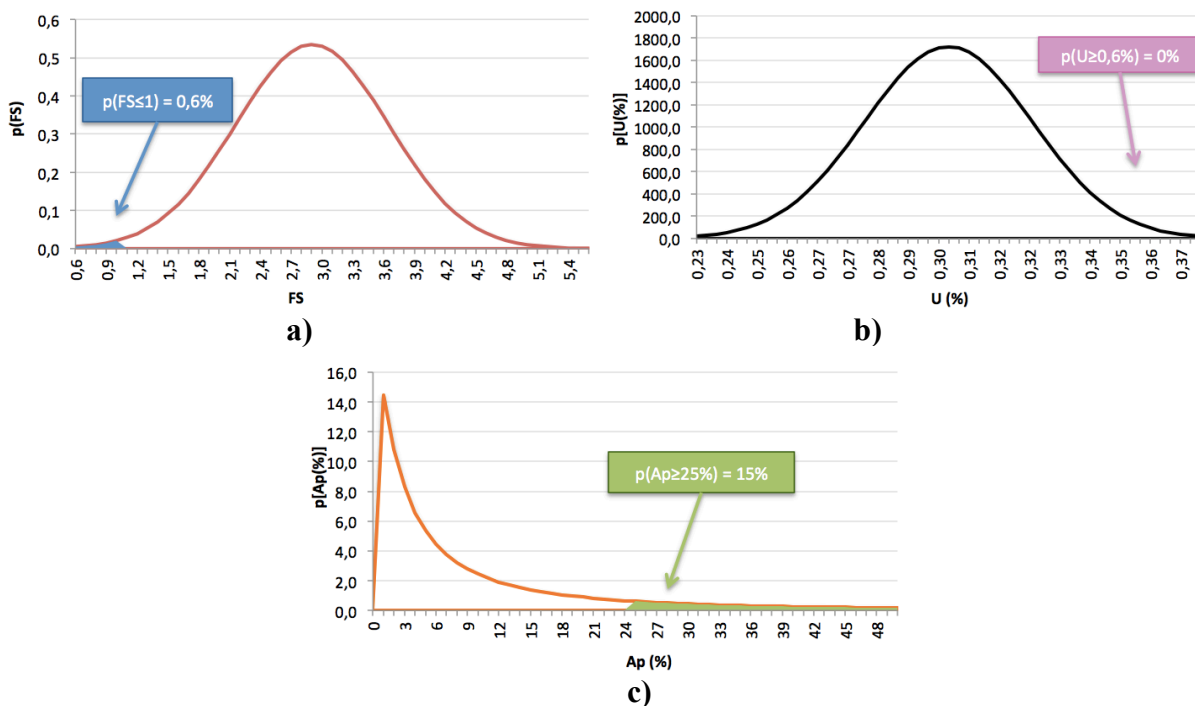 0,6
0,5
0,4
0,3
0,2
0,1
0,0
p(FS)
p(FS≤1) = 0,6%
0,6 0,9 1,2 1,5 1,8 2,1 2,4 2,7 3,0 3,3 3,6 3,9 4,2 4,5 4,8 5,1 5,4
FS
a)
2000,0
1800,0
1600,0
1400,0
1200,0
1000,0
800,0
600,0
400,0
200,0
0,0
p[U(%)]
p(U≥0,6%) = 0%
0,23 0,24 0,25 0,26 0,27 0,27 0,28 0,29 0,30 0,31 0,32 0,32 0,33 0,34 0,35 0,36 0,37
U (%)
b)
16,0
14,0
12,0
10,0
8,0
6,0
4,0
2,0
0,0
p[Ap(%)]
p(Ap≥25%) = 15%
0 3 6 9 12 15 18 21 24 27 30 33 36 39 42 45 48
Ap (%)
c)